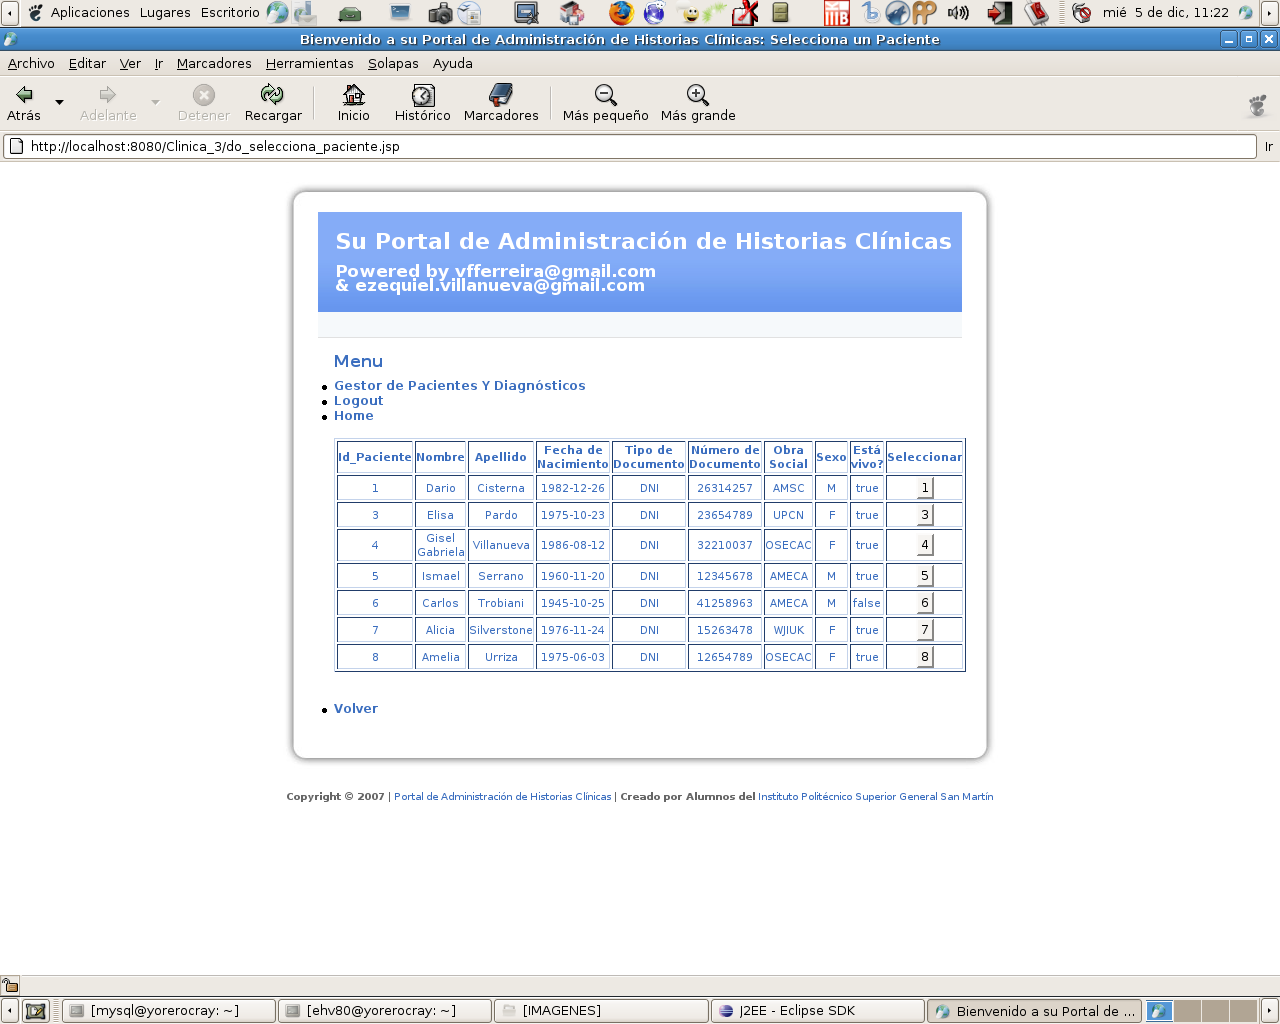 Aplicaciones Lugares Escritorio mié 5 de dic, 11:22
Bienvenido a su Portal de Administración de Historias Clínicas: Selecciona un Paciente
Archivo Editar Ver Ir Marcadores Herramientas Solapas Ayuda
Atrás Adelante Detener Recargar Inicio Histórico Marcadores Más pequeño Más grande
http://localhost:8080/Clinica_3/do_selecciona_paciente.jsp Ir
Su Portal de Administración de Historias Clínicas
Powered by vfferreira@gmail.com
& ezequiel.villanueva@gmail.com
Menu
Gestor de Pacientes Y Diagnósticos
Logout
Home
Id_Paciente Nombre Apellido Fecha de Nacimiento Tipo de Documento Número de Documento Obra Social Sexo Está vivo? Seleccionar
1 Dario Cisterna 1982-12-26 DNI 26314257 AMSC M true 1
3 Elisa Pardo 1975-10-23 DNI 23654789 UPCN F true 3
4 Gisel Gabriela Villanueva 1986-08-12 DNI 32210037 OSECAC F true 4
5 Ismael Serrano 1960-11-20 DNI 12345678 AMECA M true 5
6 Carlos Trobiani 1945-10-25 DNI 41258963 AMECA M false 6
7 Alicia Silverstone 1976-11-24 DNI 15263478 WJIUK F true 7
8 Amelia Urriza 1975-06-03 DNI 12654789 OSECAC F true 8
Volver
Copyright © 2007 | Portal de Administración de Historias Clínicas | Creado por Alumnos del Instituto Politécnico Superior General San Martín
[mysql@yorerocray: ~] [ehv80@yorerocray: ~] [IMAGENES] J2EE - Eclipse SDK Bienvenido a su Portal de ...